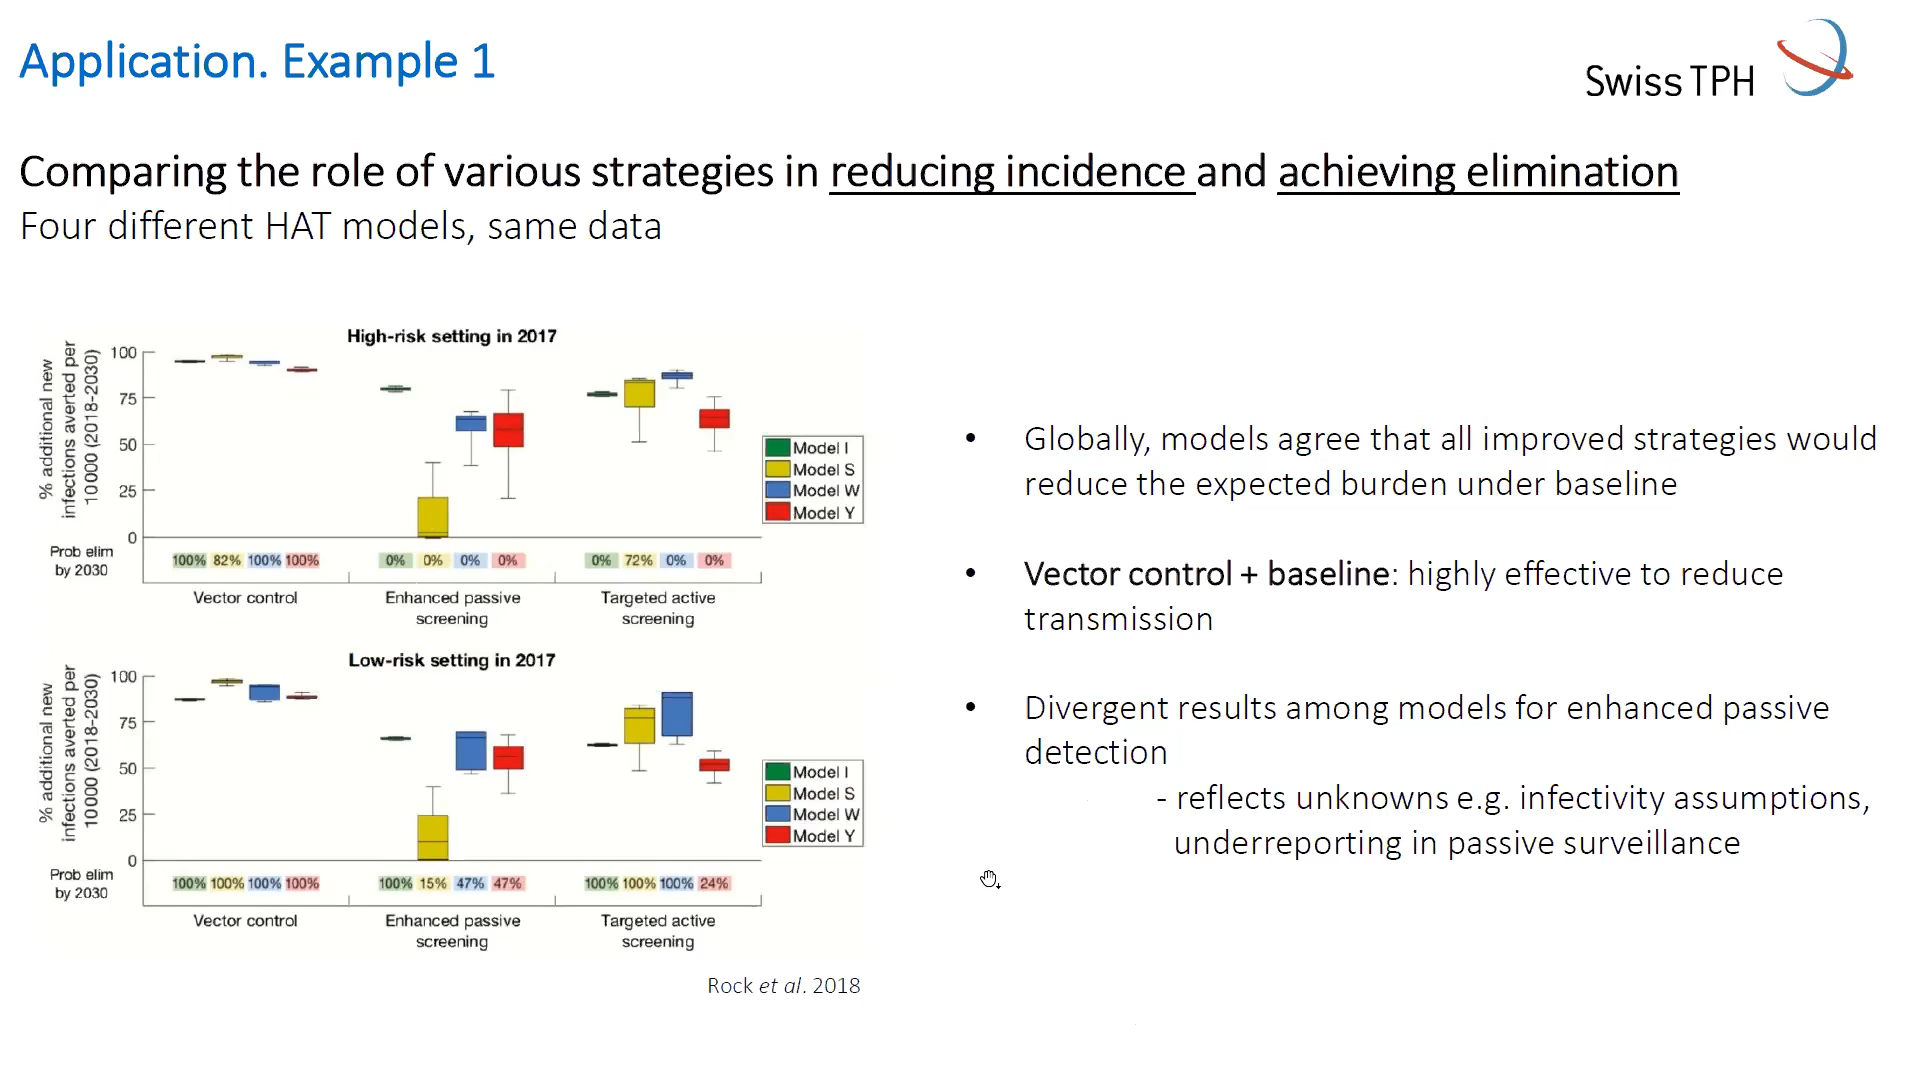 Application. Example 1
Swiss TPH
Comparing the role of various strategies in reducing incidence and achieving elimination
Four different HAT models, same data
High-risk setting in 2017
% additional new
infections averted per
10 000 (2018-2030)
100
75
50
25
0
Model I
Model S
Model W
Model Y
Prob elim
by 2030
100% 82% 100% 100%
0% 0% 0% 0%
0% 72% 0% 0%
Vector control
Enhanced passive
screening
Targeted active
screening
Low-risk setting in 2017
% additional new
infections averted per
10 000 (2018-2030)
100
75
50
25
0
Model I
Model S
Model W
Model Y
Prob elim
by 2030
100% 100% 100% 100%
100% 15% 47% 47%
100% 100% 100% 24%
Vector control
Enhanced passive
screening
Targeted active
screening
Rock et al. 2018
• Globally, models agree that all improved strategies would
reduce the expected burden under baseline
• Vector control + baseline: highly effective to reduce
transmission
• Divergent results among models for enhanced passive
detection
- reflects unknowns e.g. infectivity assumptions,
underreporting in passive surveillance